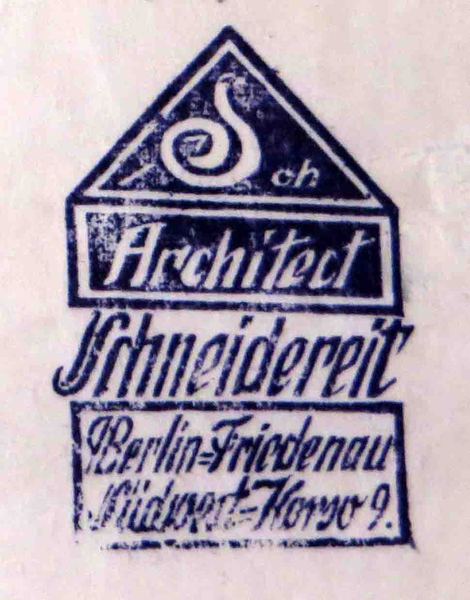 Sch
Architect
Schneidereit
Berlin=Friedenau
Südwest=Korso 9.